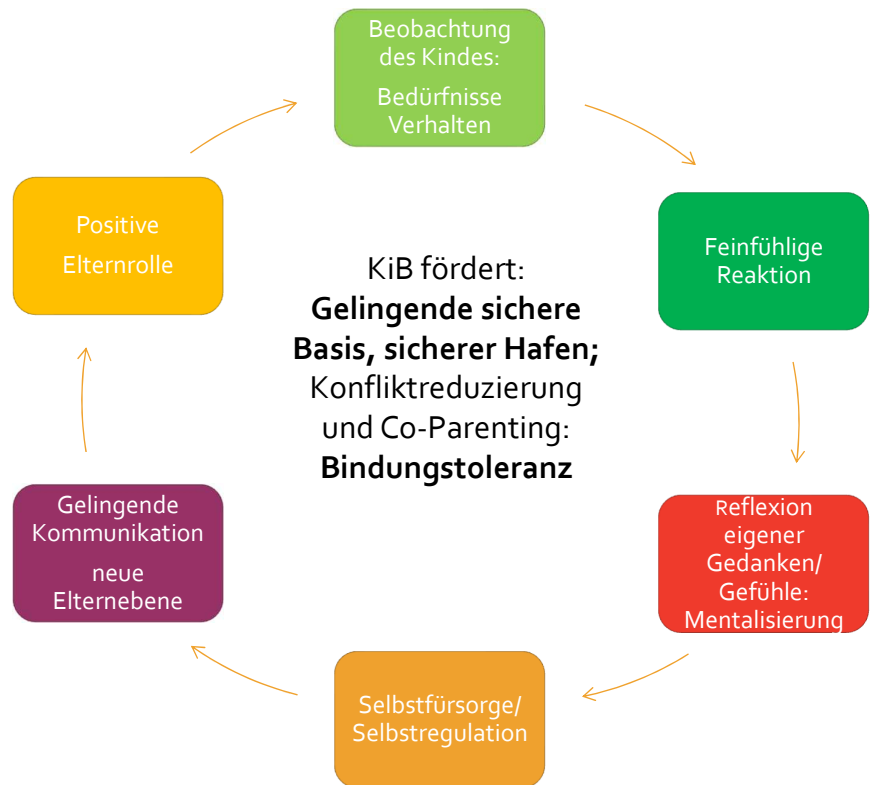 Beobachtung
des Kindes:
Bedürfnisse
Verhalten
Feinfühlige
Reaktion
Reflexion
eigener
Gedanken/
Gefühle:
Mentalisierung
Selbstfürsorge/
Selbstregulation
Gelingende
Kommunikation
neue
Elternebene
Positive
Elternrolle
KiB fördert:
Gelingende sichere
Basis, sicherer Hafen;
Konfliktreduzierung
und Co-Parenting:
Bindungstoleranz